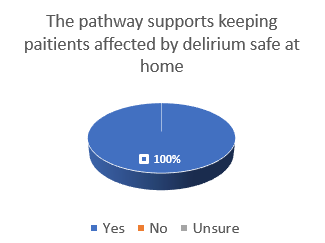 The pathway supports keeping
paitients affected by delirium safe at
home
100%
Yes No Unsure